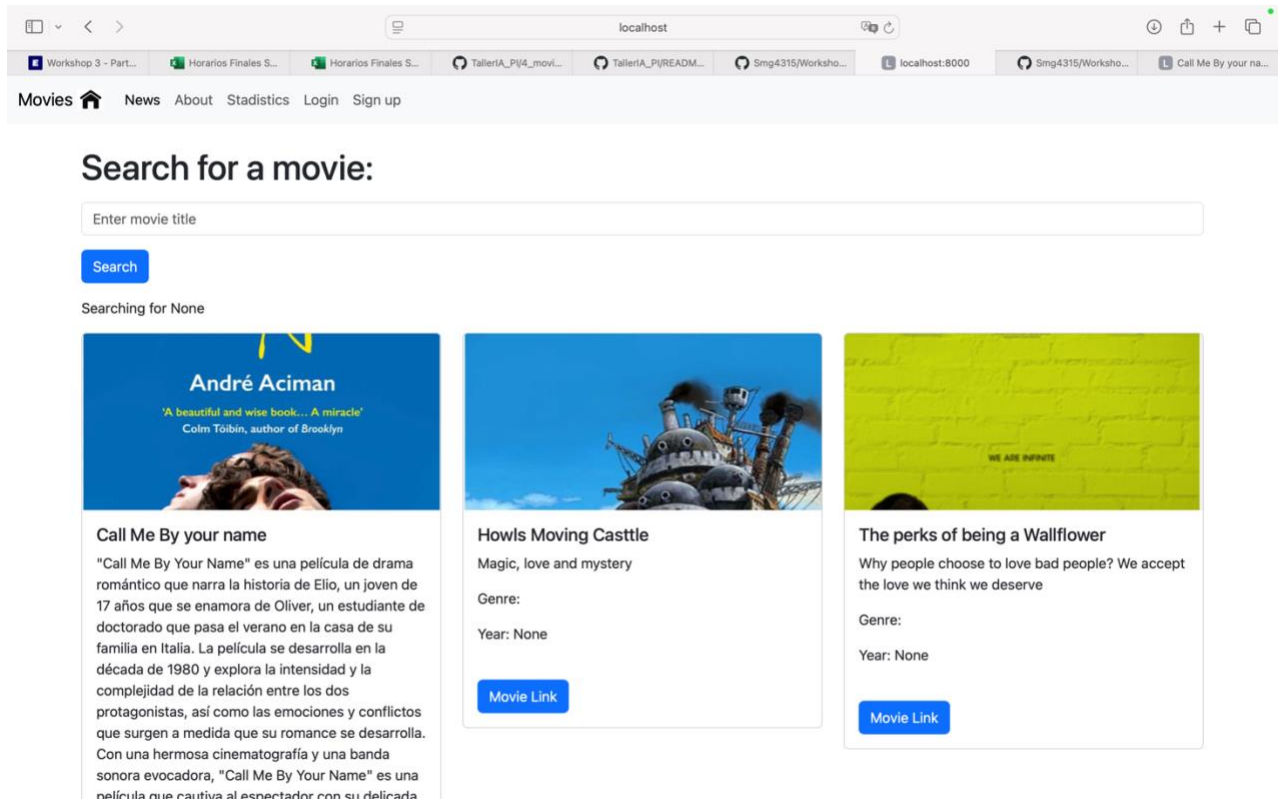 localhost
Workshop 3 - Part...
Horarios Finales S...
Horarios Finales S...
TallerIA_PI/4_movi...
TallerIA_PI/READM...
Smg4315/Worksho...
localhost:8000
Smg4315/Worksho...
Call Me By your na...
Movies News About Stadistics Login Sign up
Search for a movie:
Enter movie title
Search
Searching for None
André Aciman
'A beautiful and wise book... A miracle'
Colm Tóibín, author of Brooklyn
Call Me By your name
"Call Me By Your Name" es una película de drama
romántico que narra la historia de Elio, un joven de
17 años que se enamora de Oliver, un estudiante de
doctorado que pasa el verano en la casa de su
familia en Italia. La película se desarrolla en la
década de 1980 y explora la intensidad y la
complejidad de la relación entre los dos
protagonistas, así como las emociones y conflictos
que surgen a medida que su romance se desarrolla.
Con una hermosa cinematografía y una banda
sonora evocadora, "Call Me By Your Name" es una
película que cautiva al espectador con su delicada
Howls Moving Casttle
Magic, love and mystery
Genre:
Year: None
Movie Link
WE ARE INFINITE
The perks of being a Wallflower
Why people choose to love bad people? We accept
the love we think we deserve
Genre:
Year: None
Movie Link